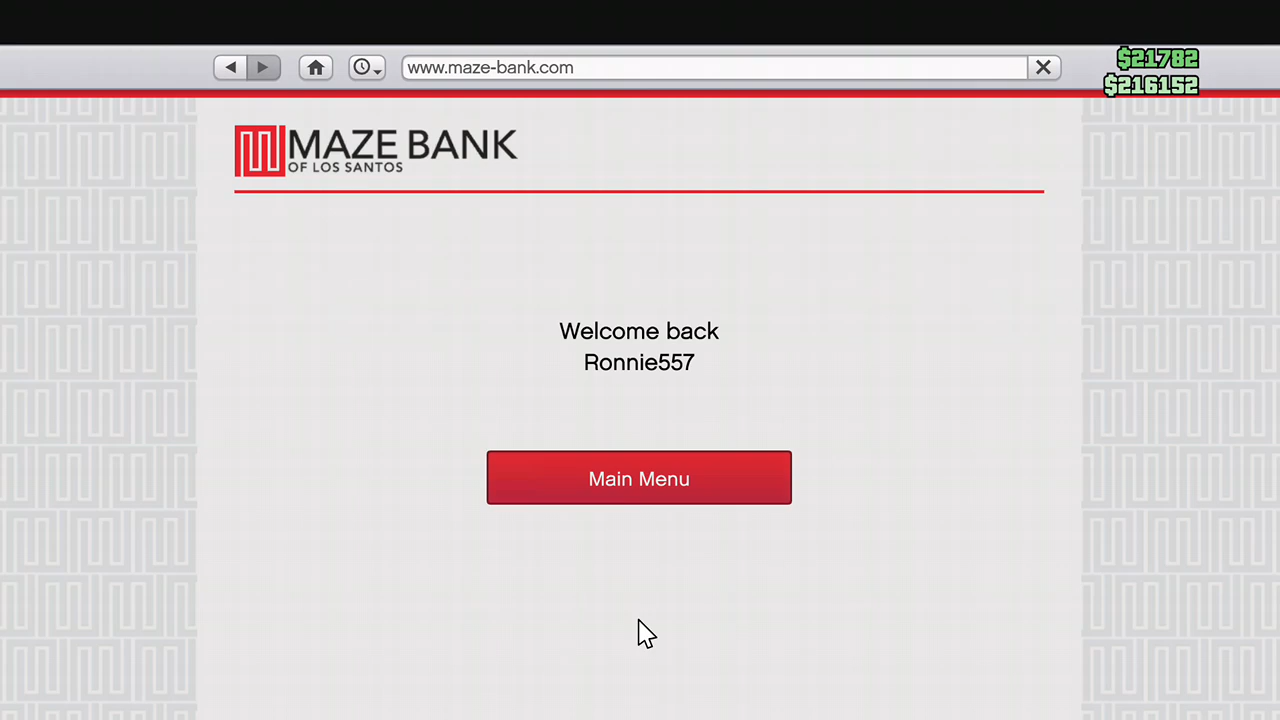 www.maze-bank.com
$21782
$216152
MAZE BANK
OF LOS SANTOS
Welcome back
Ronnie557
Main Menu